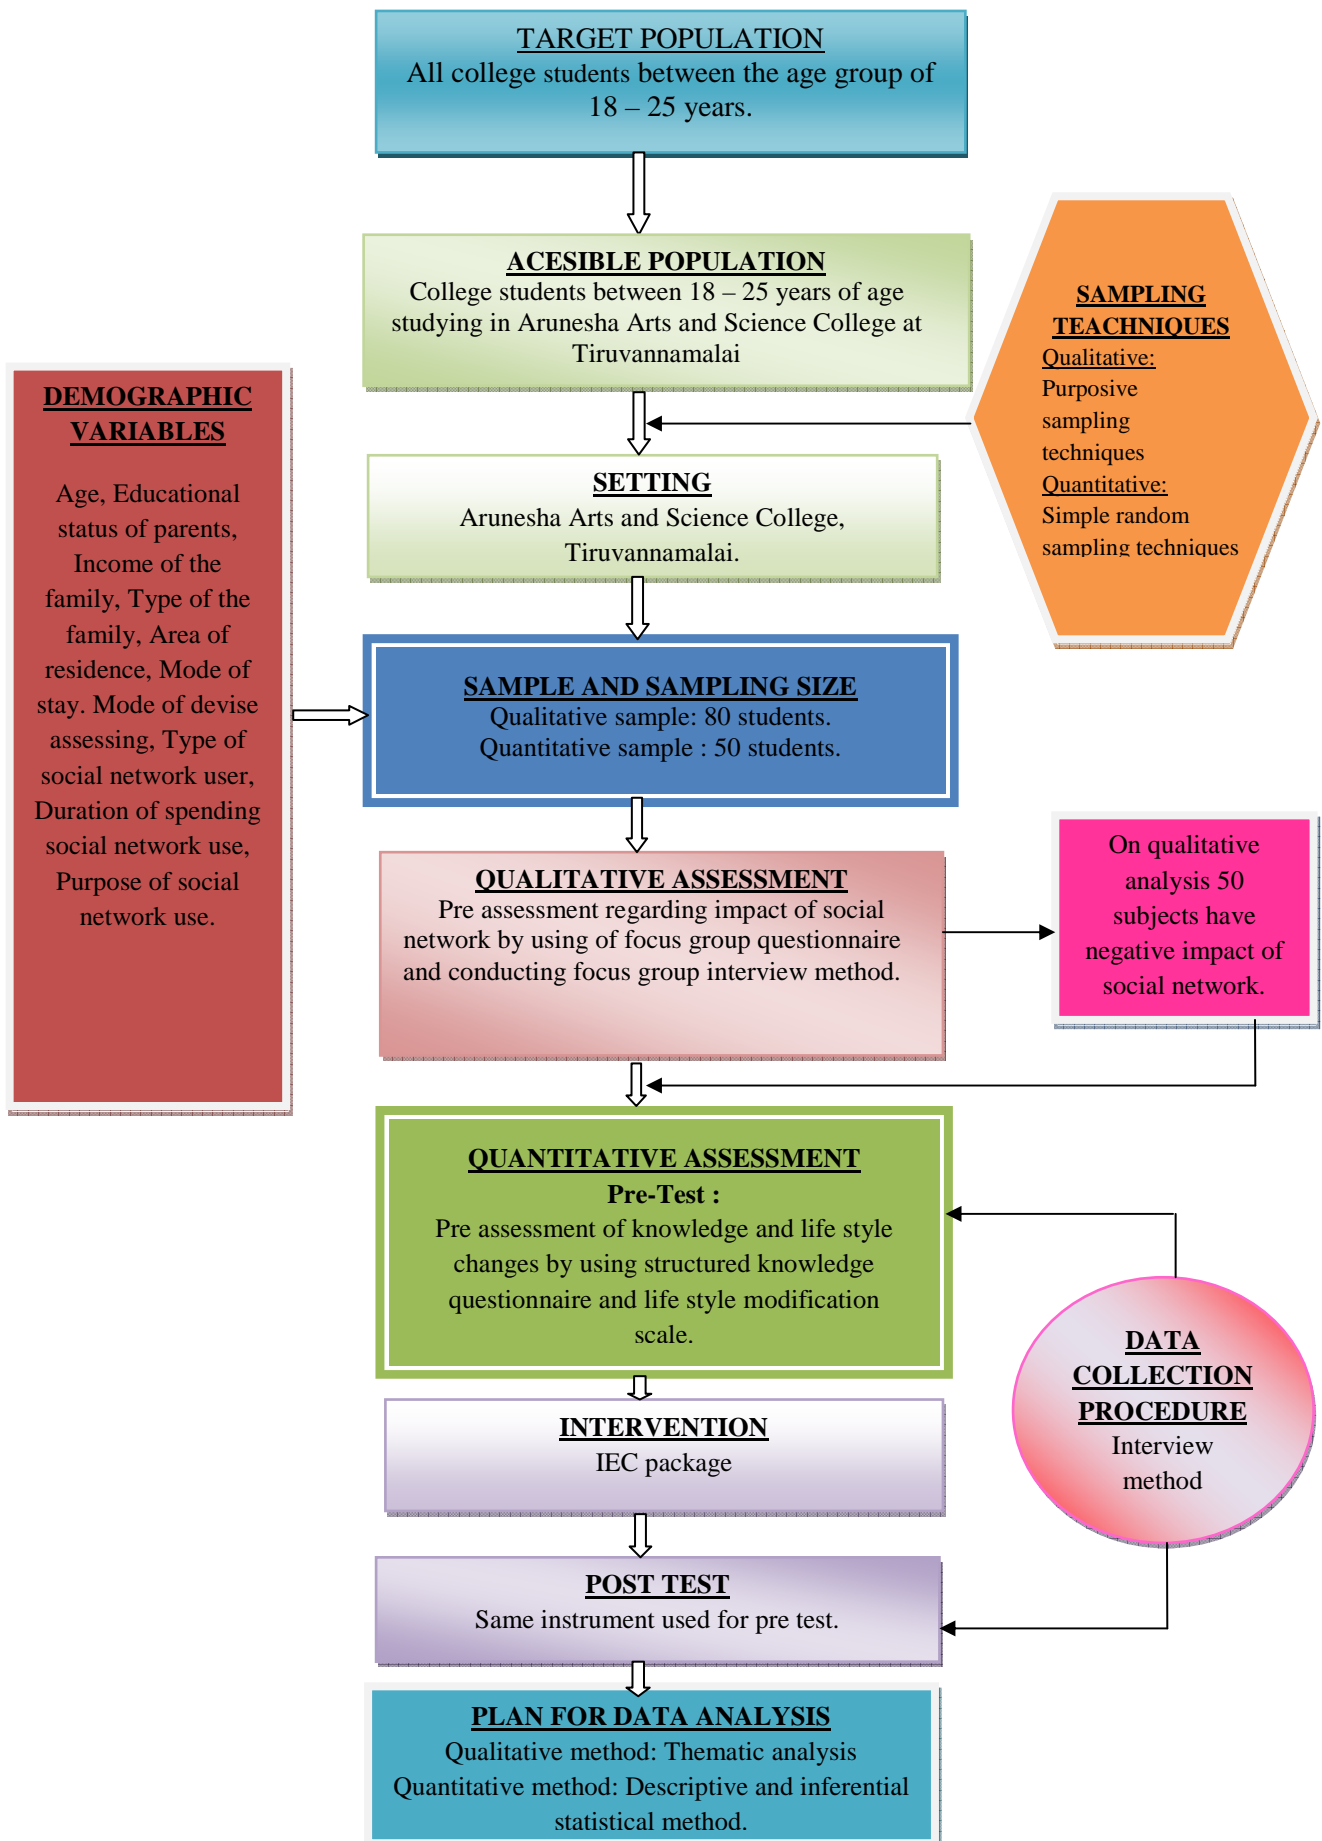 TARGET POPULATION
All college students between the age group of
18 – 25 years.
ACESIBLE POPULATION
College students between 18 – 25 years of age
studying in Arunesha Arts and Science College at
Tiruvannamalai
SAMPLING
TEACHNIQUES
Qualitative:
Purposive
sampling
techniques
Quantitative:
Simple random
sampling techniques
DEMOGRAPHIC
VARIABLES
Age, Educational
status of parents,
Income of the
family, Type of the
family, Area of
residence, Mode of
stay. Mode of devise
assessing, Type of
social network user,
Duration of spending
social network use,
Purpose of social
network use.
SETTING
Arunesha Arts and Science College,
Tiruvannamalai.
SAMPLE AND SAMPLING SIZE
Qualitative sample: 80 students.
Quantitative sample : 50 students.
QUALITATIVE ASSESSMENT
Pre assessment regarding impact of social
network by using of focus group questionnaire
and conducting focus group interview method.
On qualitative
analysis 50
subjects have
negative impact of
social network.
QUANTITATIVE ASSESSMENT
Pre-Test :
Pre assessment of knowledge and life style
changes by using structured knowledge
questionnaire and life style modification
scale.
DATA
COLLECTION
PROCEDURE
Interview
method
INTERVENTION
IEC package
POST TEST
Same instrument used for pre test.
PLAN FOR DATA ANALYSIS
Qualitative method: Thematic analysis
Quantitative method: Descriptive and inferential
statistical method.